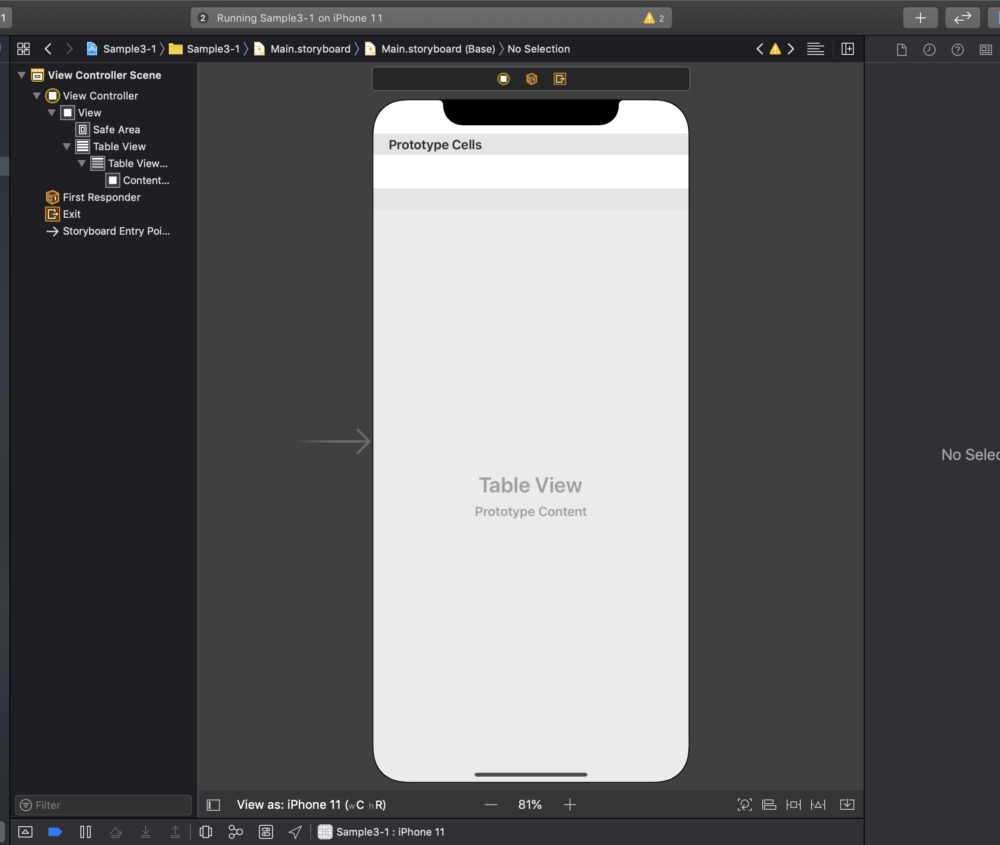 1
2 Running Sample3-1 on iPhone 11 2
Sample3-1 Sample3-1 Main.storyboard Main.storyboard (Base) No Selection
View Controller Scene
View Controller
View
Safe Area
Table View
Table View...
Content...
First Responder
Exit
Storyboard Entry Poi...
Prototype Cells
Table View
Prototype Content
No Selec
Filter
View as: iPhone 11 (wC hR)
81%
Sample3-1 : iPhone 11